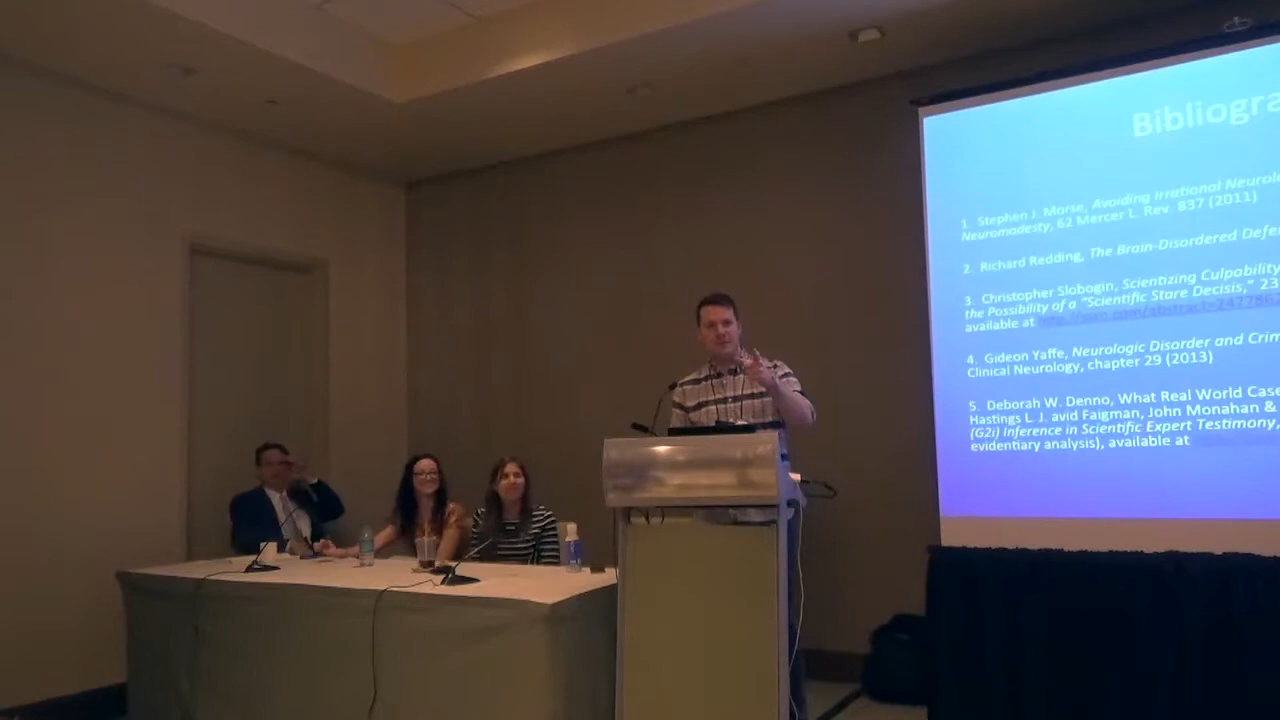 Bibliogra
1. Stephen J. Morse, Avoiding Irrational Neurol
Neuromodesty, 62 Mercer L. Rev. 837 (2011)
2. Richard Redding, The Brain-Disordered Defe
3. Christopher Slobogin, Scientizing Culpability
the Possibility of a “Scientific Stare Decisis,” 23
available at
4. Gideon Yaffe, Neurologic Disorder and Crim
Clinical Neurology, chapter 29 (2013)
5. Deborah W. Denno, What Real World Case
Hastings L. J. avid Faigman, John Monahan &
(G2i) Inference in Scientific Expert Testimony,
evidentiary analysis), available at